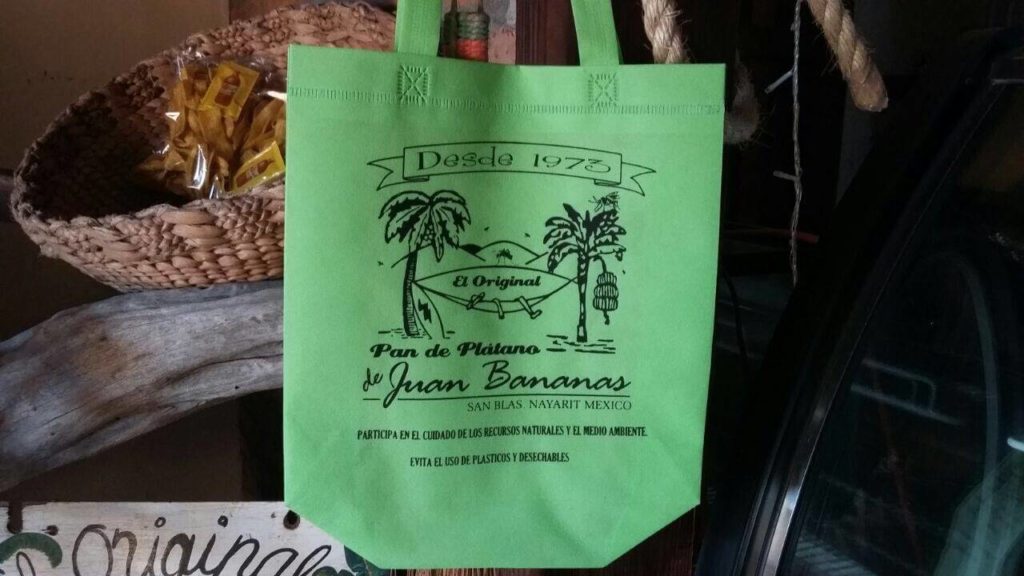 Desde 1973
El Original
Pan de Plátano
de Juan Bananas
SAN BLAS. NAYARIT MEXICO
PARTICIPA EN EL CUIDADO DE LOS RECURSOS NATURALES Y EL MEDIO AMBIENTE.
EVITA EL USO DE PLASTICOS Y DESECHABLES
original